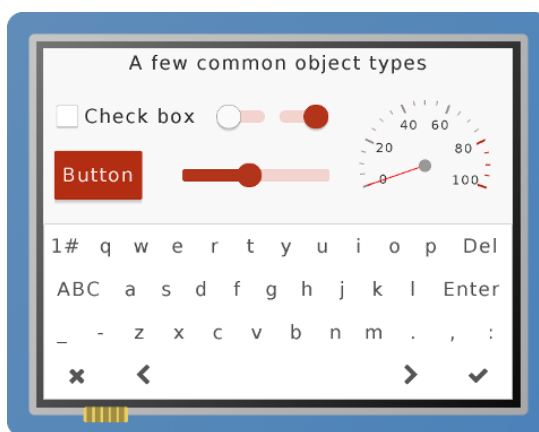 A few common object types
Check box
40 60
20 80
0 100
Button
1# q w e r t y u i o p Del
ABC a s d f g h j k l Enter
_ - z x c v b n m . , :